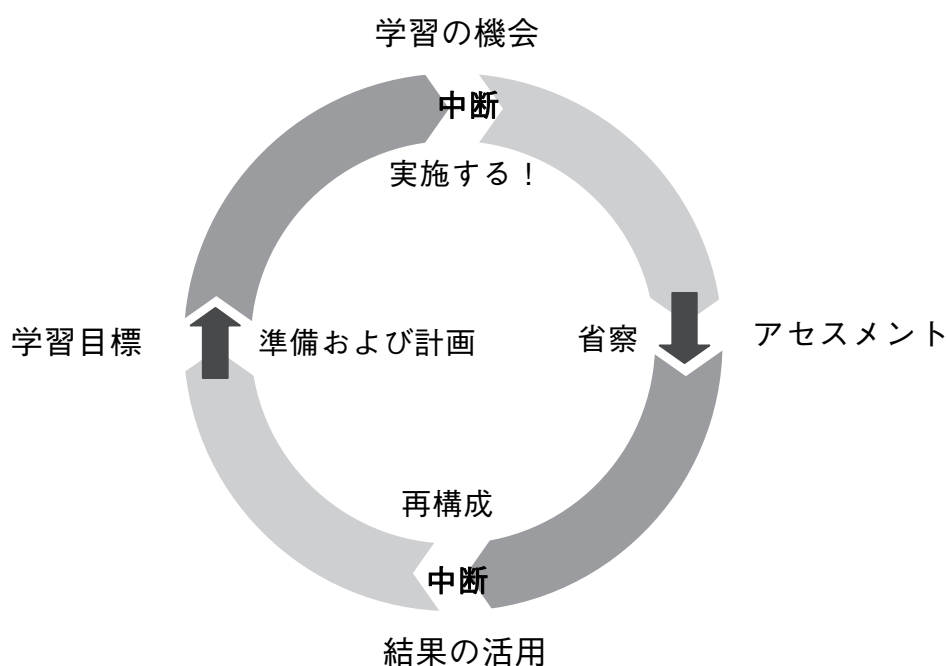 学習の機会
中断
実施する！
学習目標
準備および計画
省察
アセスメント
再構成
中断
結果の活用